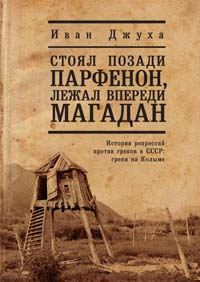 Иван Джуха
СТОЯЛ ПОЗАДИ
ПАРФЕНОН,
ЛЕЖАЛ ВПЕРЕДИ
МАГАДАН
История репрессий
против греков в СССР:
греки на Колыме